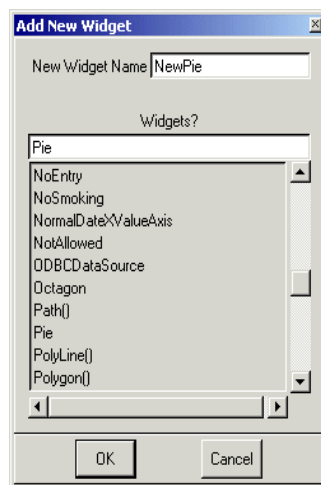 Add New Widget
New Widget Name NewPie
Widgets?
Pie
NoEntry
NoSmoking
NormalDateXValueAxis
NotAllowed
ODBCDataSource
Octagon
Path()
Pie
PolyLine()
Polygon()
OK Cancel